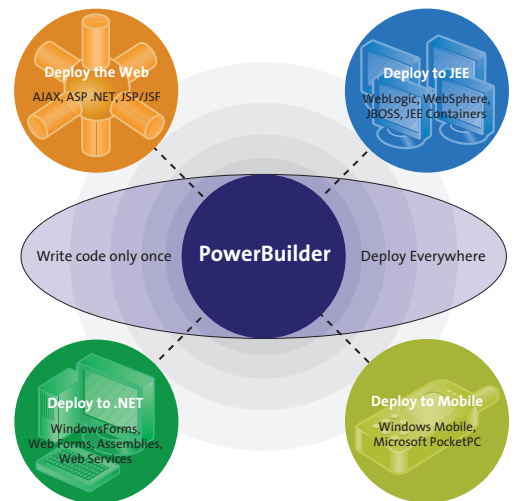 Deploy the Web
AJAX, ASP .NET, JSP/JSF
Deploy to JEE
WebLogic, WebSphere,
JBOSS, JEE Containers
Write code only once
PowerBuilder
Deploy Everywhere
Deploy to .NET
WindowsForms,
Web Forms, Assemblies,
Web Services
Deploy to Mobile
Windows Mobile,
Microsoft PocketPC